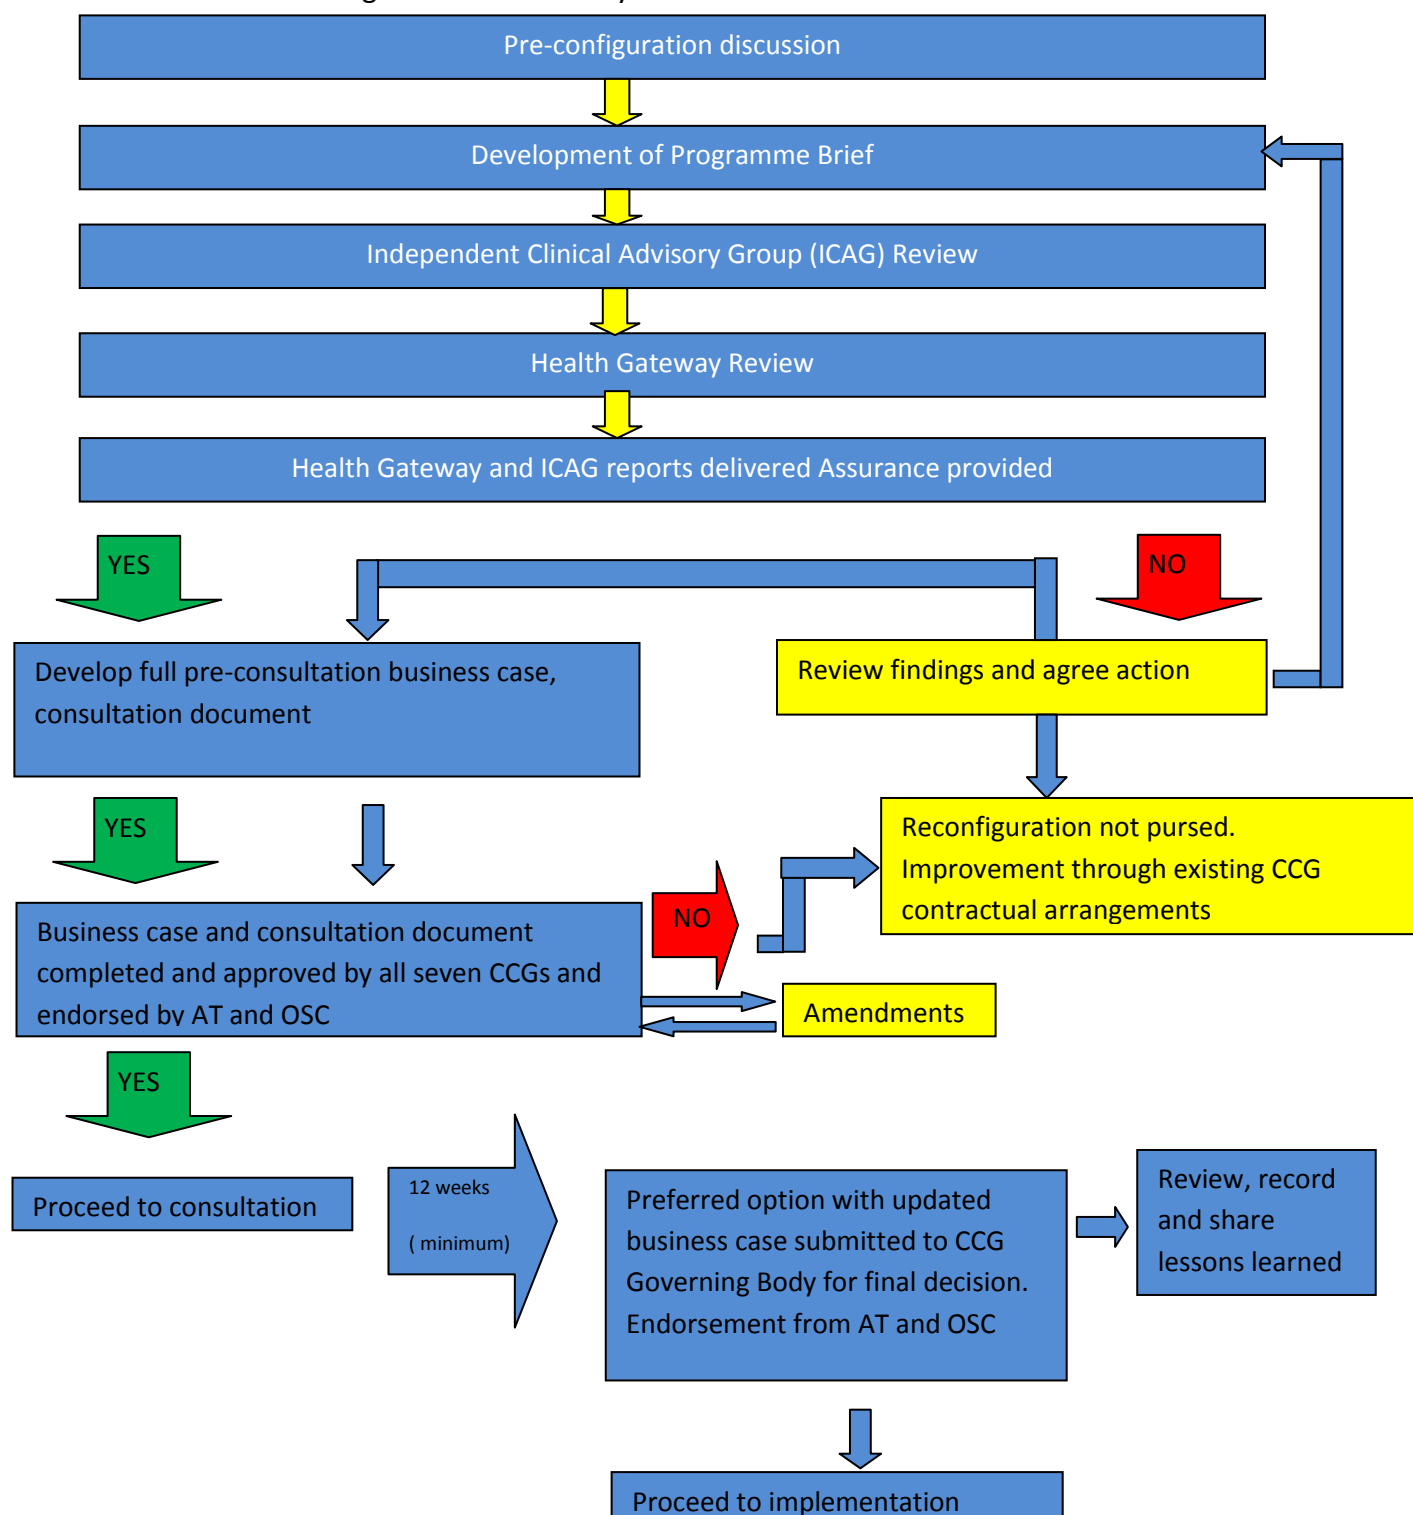 Pre-configuration discussion
Development of Programme Brief
Independent Clinical Advisory Group (ICAG) Review
Health Gateway Review
Health Gateway and ICAG reports delivered Assurance provided
YES
NO
Develop full pre-consultation business case,
consultation document
Review findings and agree action
YES
Reconfiguration not pursed.
Improvement through existing CCG
contractual arrangements
Business case and consultation document
completed and approved by all seven CCGs and
endorsed by AT and OSC
NO
Amendments
YES
Proceed to consultation
12 weeks
( minimum)
Preferred option with updated
business case submitted to CCG
Governing Body for final decision.
Endorsement from AT and OSC
Review, record
and share
lessons learned
Proceed to implementation